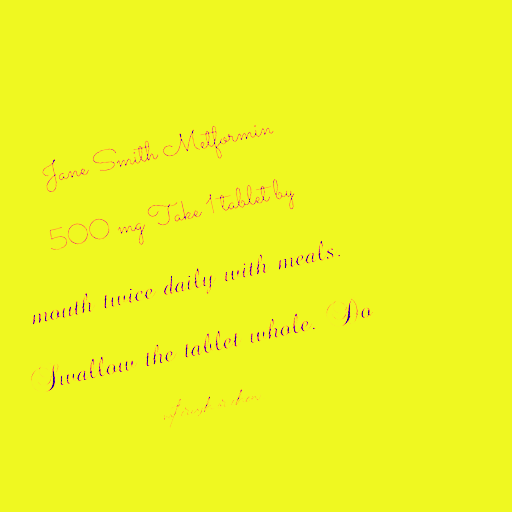 Jane Smith Metformin
500 mg Take 1 tablet by
mouth twice daily with meals.
Swallow the tablet whole. Do